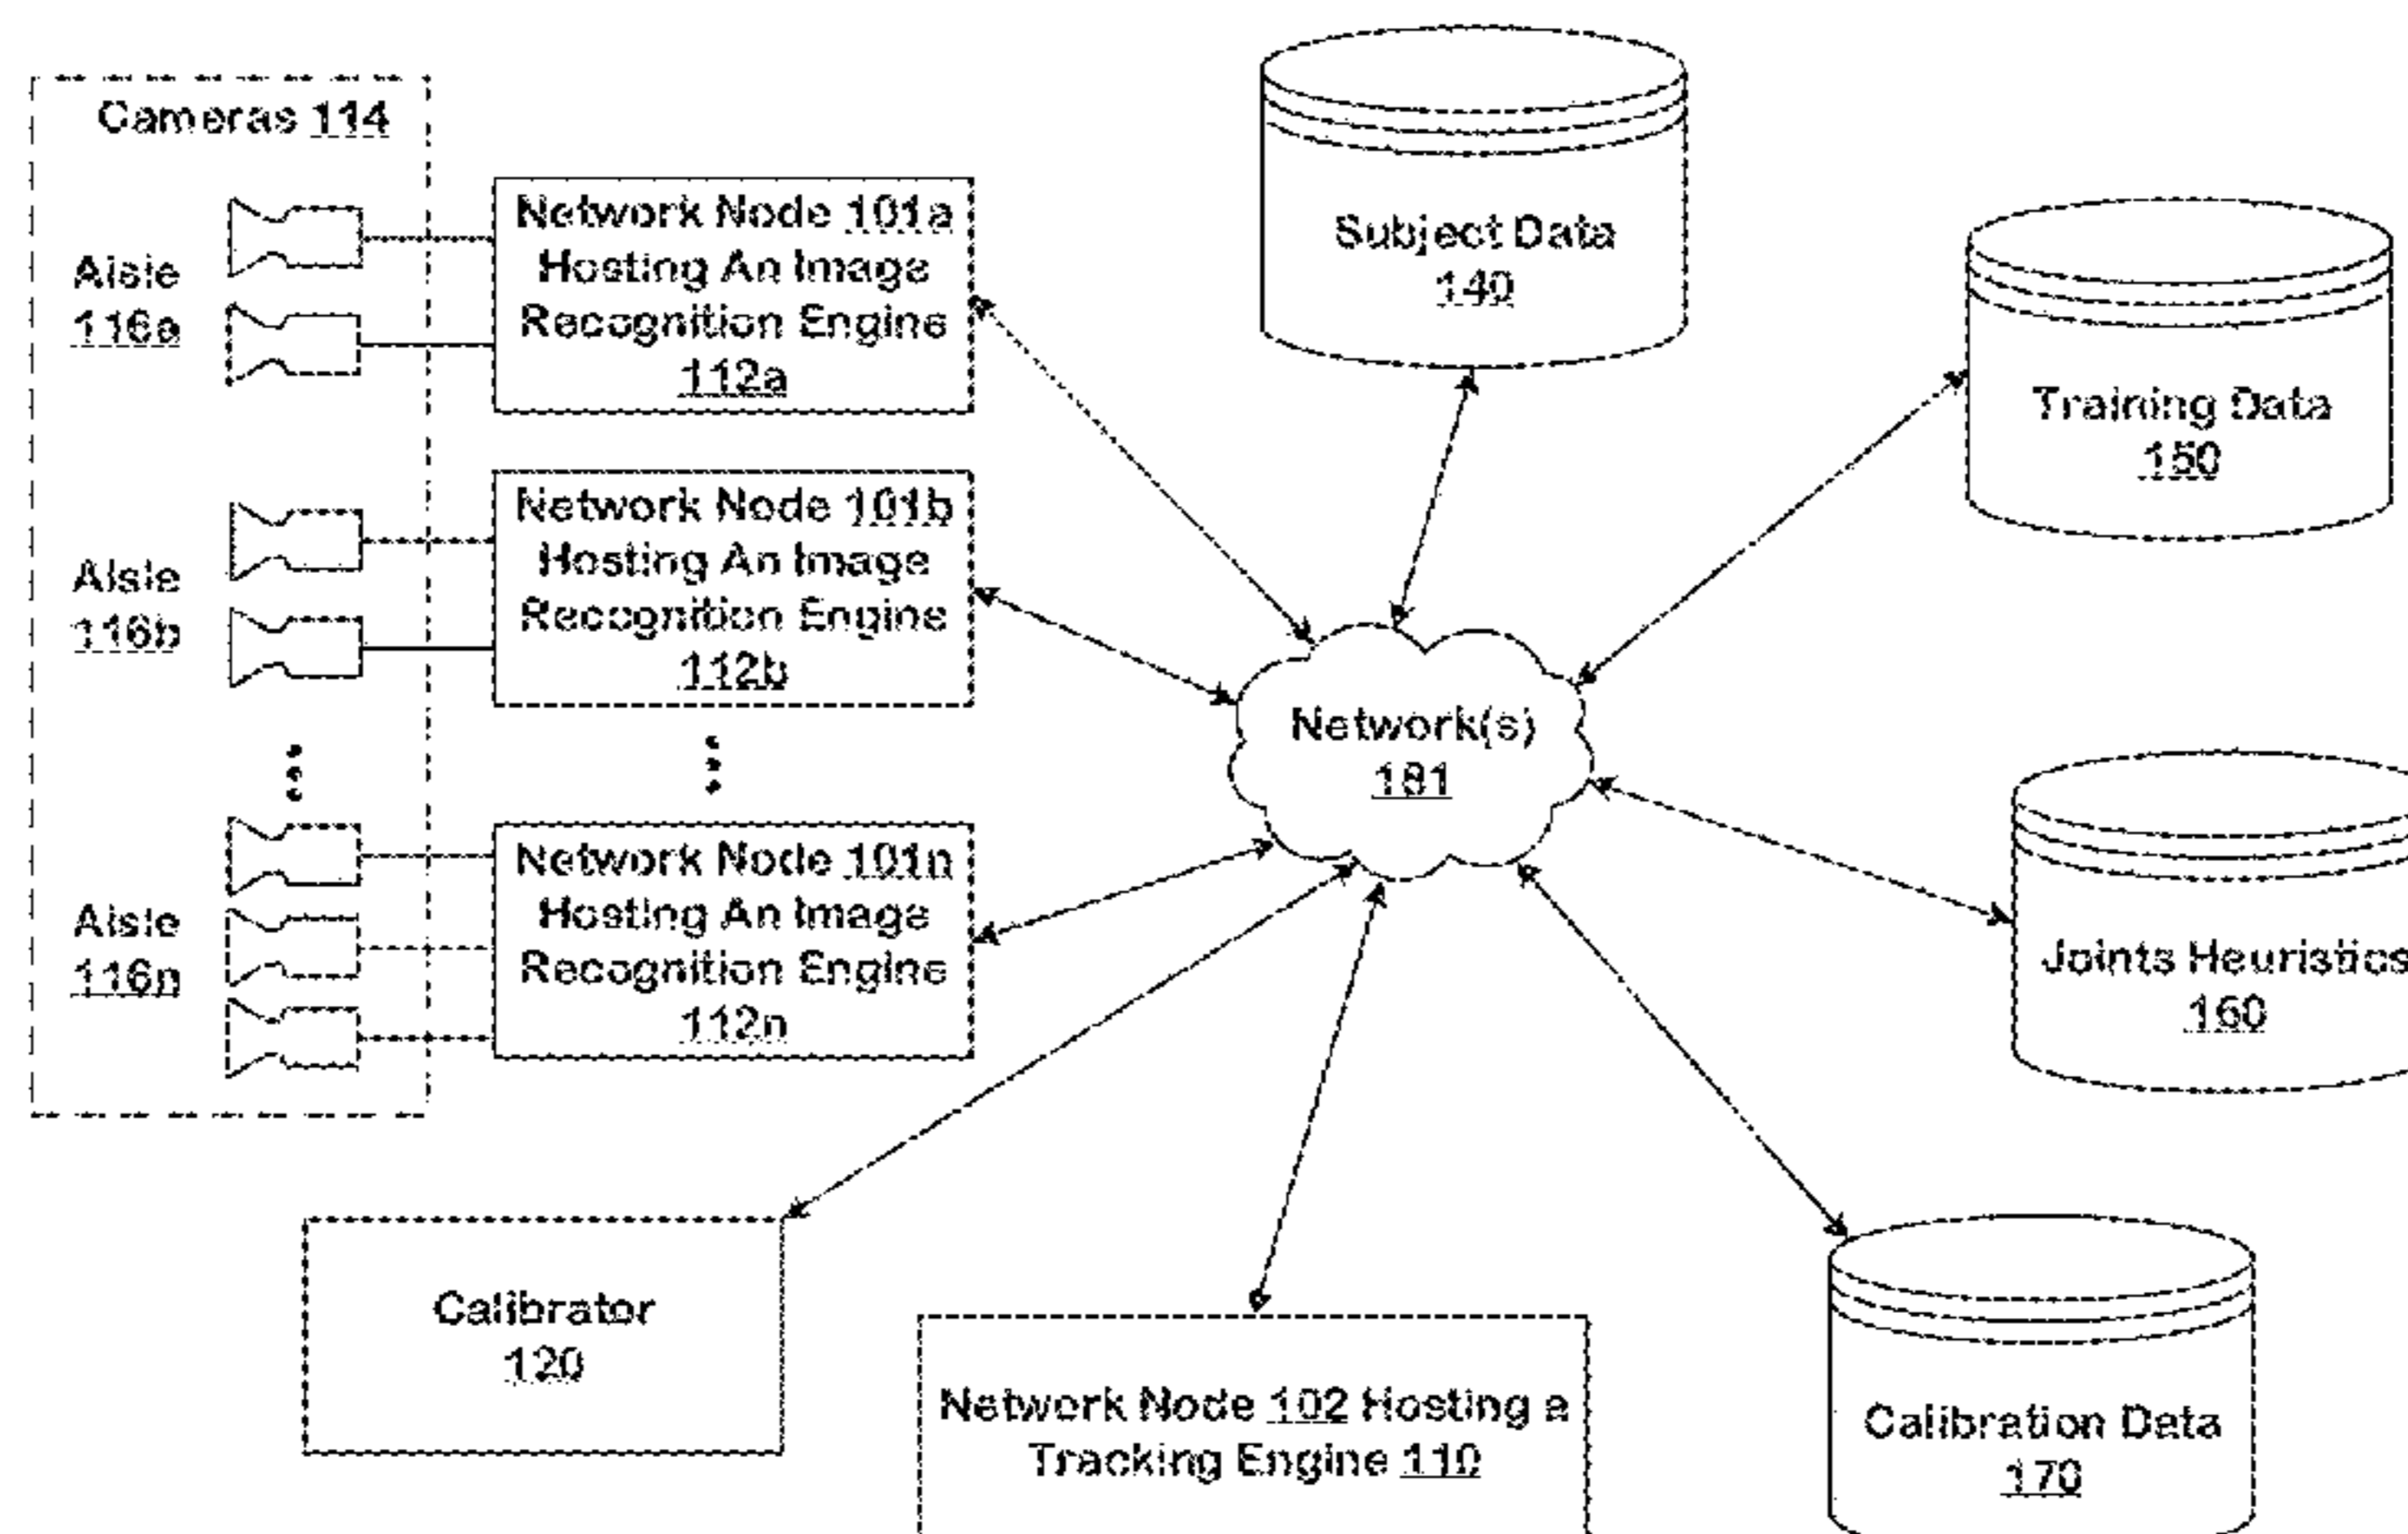 Cameras 114
Aisle
116a
Network Node 101a
Hosting An Image
Recognition Engine
112a
Aisle
116b
Network Node 101b
Hosting An Image
Recognition Engine
112b
Aisle
116n
Network Node 101n
Hosting An Image
Recognition Engine
112n
Subject Data
140
Training Data
150
Network(s)
181
Joints Heuristics
160
Calibrator
120
Network Node 102 Hosting a
Tracking Engine 110
Calibration Data
170